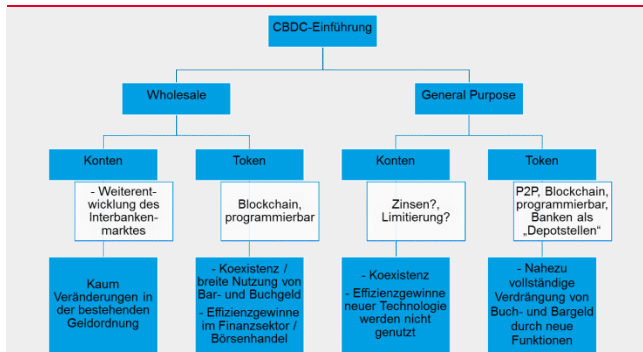 CBDC-Einführung
Wholesale
General Purpose
Konten
Token
Konten
Token
- Weiterent-
wicklung des
Interbanken-
marktes
Blockchain,
programmierbar
Zinsen?,
Limitierung?
P2P, Blockchain,
programmierbar,
Banken als
„Depotstellen“
Kaum
Veränderungen in
der bestehenden
Geldordnung
- Koexistenz /
breite Nutzung von
Bar- und Buchgeld
- Effizienzgewinne
im Finanzsektor /
Börsenhandel
- Koexistenz
- Effizienzgewinne
neuer Technologie
werden nicht
genutzt
- Nahezu
vollständige
Verdrängung von
Buch- und Bargeld
durch neue
Funktionen